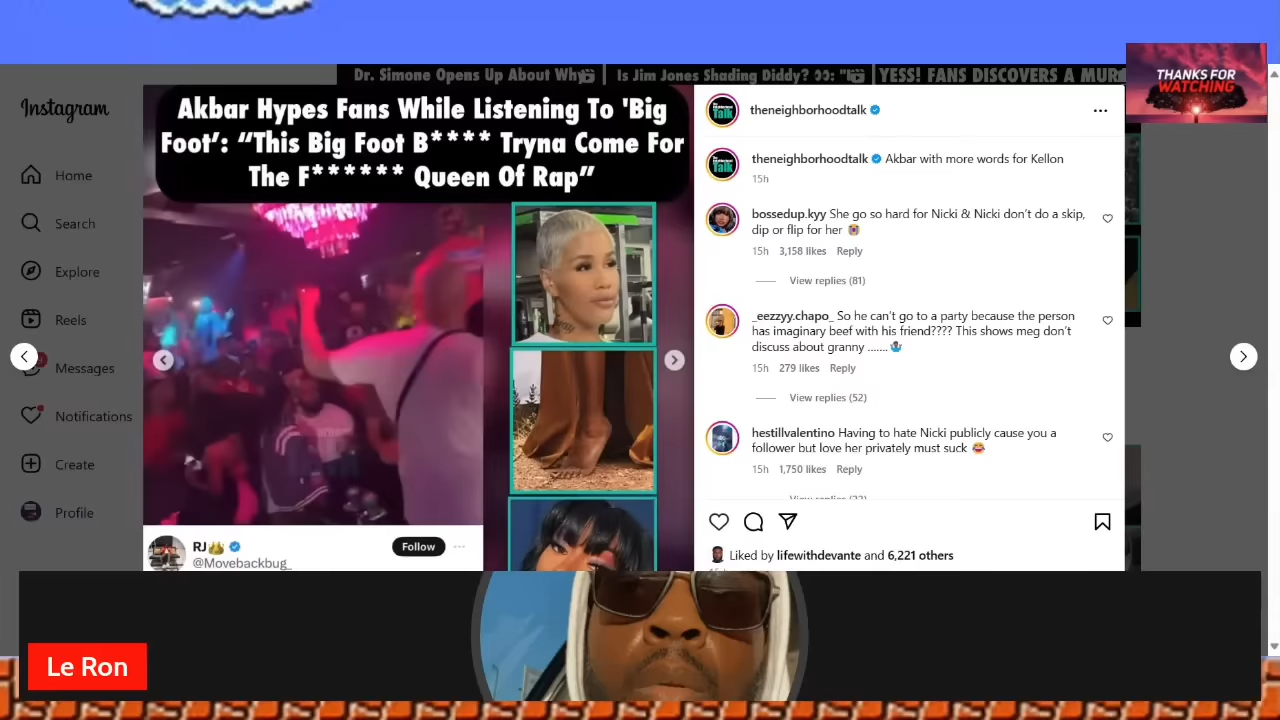 Dr. Simone Opens Up About Why
Is Jim Jones Shading Diddy?
YESS! FANS DISCOVERS A MUR
THANKS FOR
WATCHING
Instagram
Home
Search
Explore
Reels
Messages
Notifications
Create
Profile
Akbar Hypes Fans While Listening To 'Big
Foot': “This Big Foot B**** Tryna Come For
The F****** Queen Of Rap”
RJ
@Movebackbug_
Follow
Talk
theneighborhoodtalk
Talk
theneighborhoodtalk Akbar with more words for Kellon
15h
bossedup.kyy She go so hard for Nicki & Nicki don’t do a skip,
dip or flip for her
15h 3,158 likes Reply
View replies (81)
_eezzyy.chapo_ So he can’t go to a party because the person
has imaginary beef with his friend???? This shows meg don’t
discuss about granny …….
15h 279 likes Reply
View replies (52)
hestillvalentino Having to hate Nicki publicly cause you a
follower but love her privately must suck
15h 1,750 likes Reply
View replies
Liked by lifewithdevante and 6,221 others
Le Ron